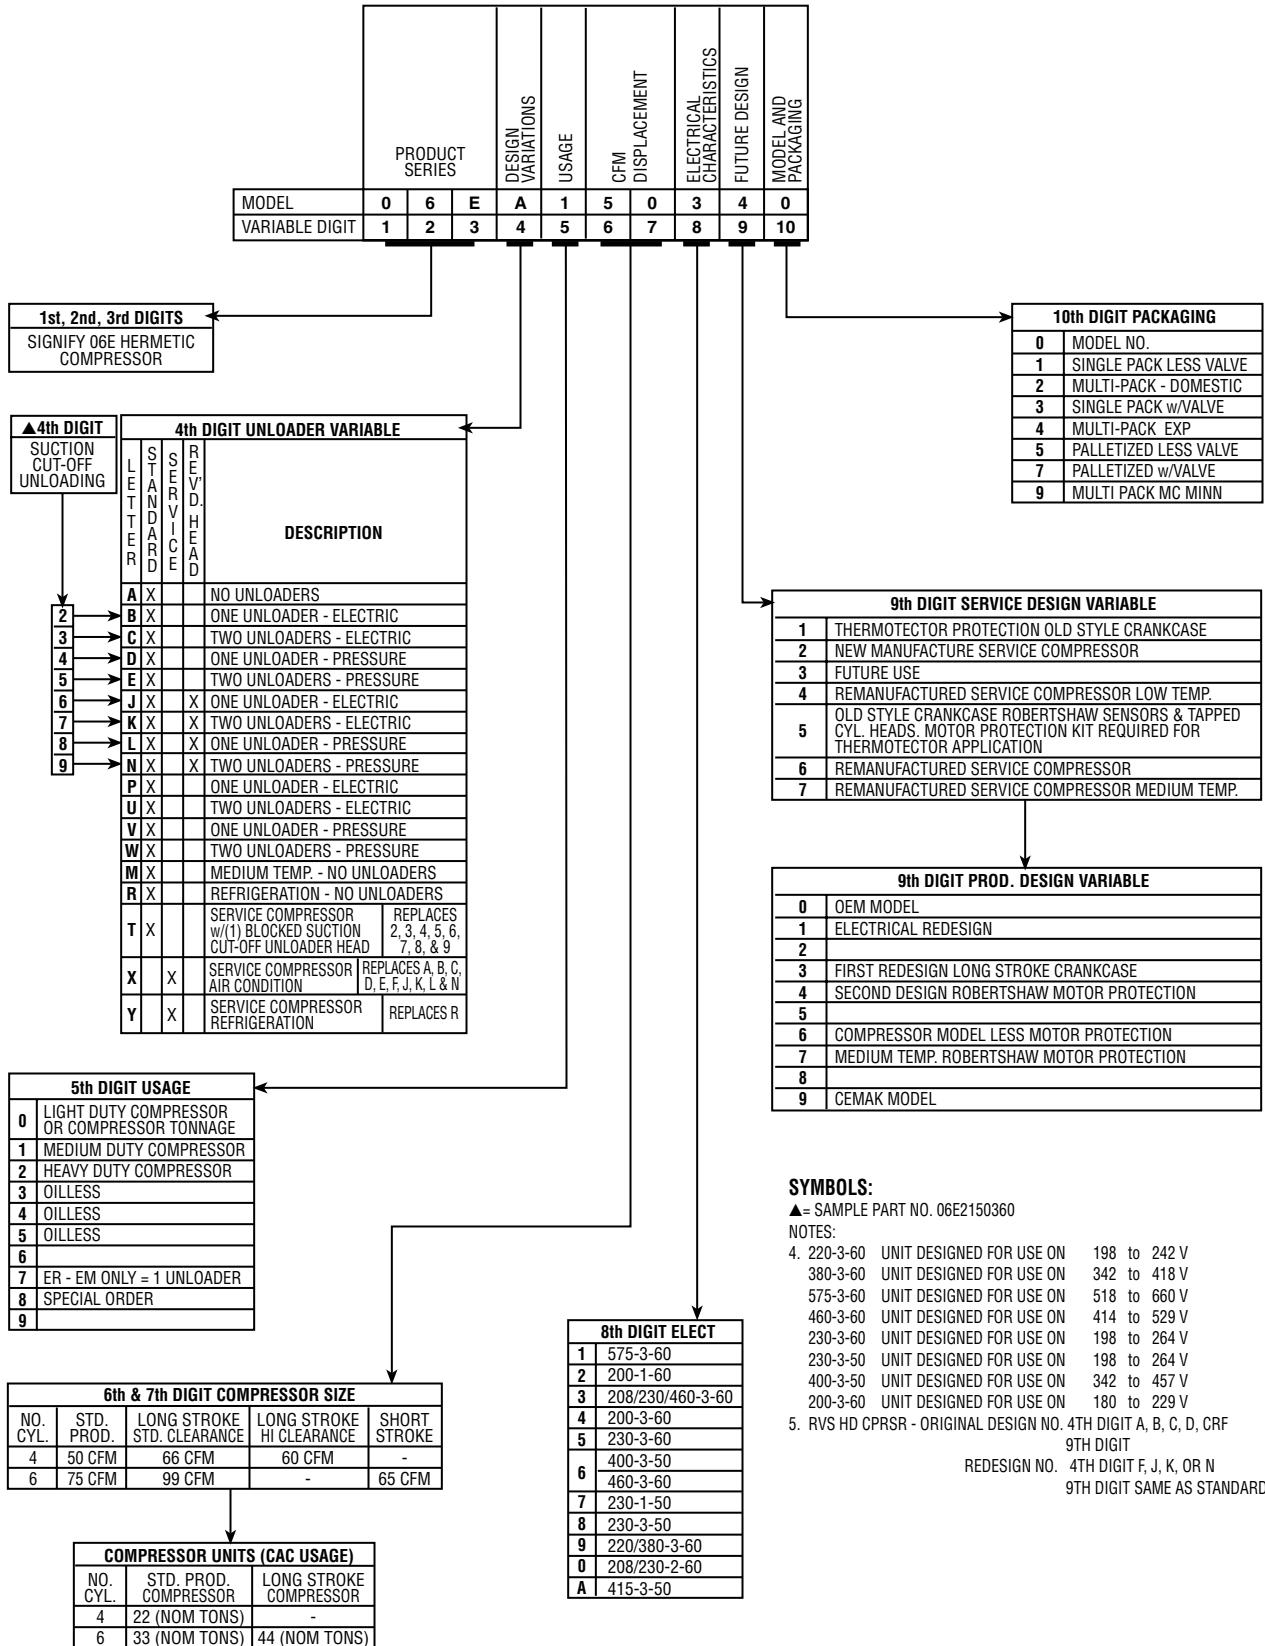 PRODUCT SERIES
DESIGN VARIATIONS
USAGE
CFM DISPLACEMENT
ELECTRICAL CHARACTERISTICS
FUTURE DESIGN
MODEL AND PACKAGING
MODEL 0 6 E A 1 5 0 3 4 0
VARIABLE DIGIT 1 2 3 4 5 6 7 8 9 10
1st, 2nd, 3rd DIGITS
SIGNIFY 06E HERMETIC
COMPRESSOR
10th DIGIT PACKAGING
0 MODEL NO.
1 SINGLE PACK LESS VALVE
2 MULTI-PACK - DOMESTIC
3 SINGLE PACK w/VALVE
4 MULTI-PACK EXP
5 PALLETIZED LESS VALVE
7 PALLETIZED w/VALVE
9 MULTI PACK MC MINN
▲4th DIGIT
SUCTION
CUT-OFF
UNLOADING
2
3
4
5
6
7
8
9
4th DIGIT UNLOADER VARIABLE
LETTER STANDARD SERVICE REV'D. HEAD DESCRIPTION
A X NO UNLOADERS
B X ONE UNLOADER - ELECTRIC
C X TWO UNLOADERS - ELECTRIC
D X ONE UNLOADER - PRESSURE
E X TWO UNLOADERS - PRESSURE
J X X ONE UNLOADER - ELECTRIC
K X X TWO UNLOADERS - ELECTRIC
L X X ONE UNLOADER - PRESSURE
N X X TWO UNLOADERS - PRESSURE
P X ONE UNLOADER - ELECTRIC
U X TWO UNLOADERS - ELECTRIC
V X ONE UNLOADER - PRESSURE
W X TWO UNLOADERS - PRESSURE
M X MEDIUM TEMP. - NO UNLOADERS
R X REFRIGERATION - NO UNLOADERS
T X SERVICE COMPRESSOR w/(1) BLOCKED SUCTION CUT-OFF UNLOADER HEAD REPLACES 2, 3, 4, 5, 6, 7, 8, & 9
X X SERVICE COMPRESSOR AIR CONDITION REPLACES A, B, C, D, E, F, J, K, L & N
Y X SERVICE COMPRESSOR REFRIGERATION REPLACES R
9th DIGIT SERVICE DESIGN VARIABLE
1 THERMOTECTOR PROTECTION OLD STYLE CRANKCASE
2 NEW MANUFACTURE SERVICE COMPRESSOR
3 FUTURE USE
4 REMANUFACTURED SERVICE COMPRESSOR LOW TEMP.
5 OLD STYLE CRANKCASE ROBERTSHAW SENSORS & TAPPED
CYL. HEADS. MOTOR PROTECTION KIT REQUIRED FOR
THERMOTECTOR APPLICATION
6 REMANUFACTURED SERVICE COMPRESSOR
7 REMANUFACTURED SERVICE COMPRESSOR MEDIUM TEMP.
9th DIGIT PROD. DESIGN VARIABLE
0 OEM MODEL
1 ELECTRICAL REDESIGN
2
3 FIRST REDESIGN LONG STROKE CRANKCASE
4 SECOND DESIGN ROBERTSHAW MOTOR PROTECTION
5
6 COMPRESSOR MODEL LESS MOTOR PROTECTION
7 MEDIUM TEMP. ROBERTSHAW MOTOR PROTECTION
8
9 CEMAK MODEL
5th DIGIT USAGE
0 LIGHT DUTY COMPRESSOR
OR COMPRESSOR TONNAGE
1 MEDIUM DUTY COMPRESSOR
2 HEAVY DUTY COMPRESSOR
3 OILLESS
4 OILLESS
5 OILLESS
6
7 ER - EM ONLY = 1 UNLOADER
8 SPECIAL ORDER
9
6th & 7th DIGIT COMPRESSOR SIZE
NO. CYL. STD. PROD. LONG STROKE STD. CLEARANCE LONG STROKE HI CLEARANCE SHORT STROKE
4 50 CFM 66 CFM 60 CFM -
6 75 CFM 99 CFM - 65 CFM
COMPRESSOR UNITS (CAC USAGE)
NO. CYL. STD. PROD. COMPRESSOR LONG STROKE COMPRESSOR
4 22 (NOM TONS) -
6 33 (NOM TONS) 44 (NOM TONS)
8th DIGIT ELECT
1 575-3-60
2 200-1-60
3 208/230/460-3-60
4 200-3-60
5 230-3-60
6 400-3-50
460-3-60
7 230-1-50
8 230-3-50
9 220/380-3-60
0 208/230-2-60
A 415-3-50
SYMBOLS:
▲= SAMPLE PART NO. 06E2150360
NOTES:
4. 220-3-60 UNIT DESIGNED FOR USE ON 198 to 242 V
380-3-60 UNIT DESIGNED FOR USE ON 342 to 418 V
575-3-60 UNIT DESIGNED FOR USE ON 518 to 660 V
460-3-60 UNIT DESIGNED FOR USE ON 414 to 529 V
230-3-60 UNIT DESIGNED FOR USE ON 198 to 264 V
230-3-50 UNIT DESIGNED FOR USE ON 198 to 264 V
400-3-50 UNIT DESIGNED FOR USE ON 342 to 457 V
200-3-60 UNIT DESIGNED FOR USE ON 180 to 229 V
5. RVS HD CPRSR - ORIGINAL DESIGN NO. 4TH DIGIT A, B, C, D, CRF
9TH DIGIT
REDESIGN NO. 4TH DIGIT F, J, K, OR N
9TH DIGIT SAME AS STANDARD